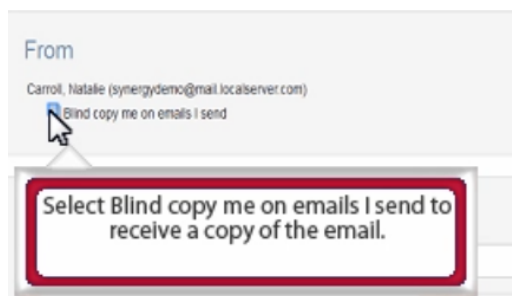 From
Carroll, Natalie (synergydemo@mail.localserver.com)
Blind copy me on emails I send
Select Blind copy me on emails I send to
receive a copy of the email.